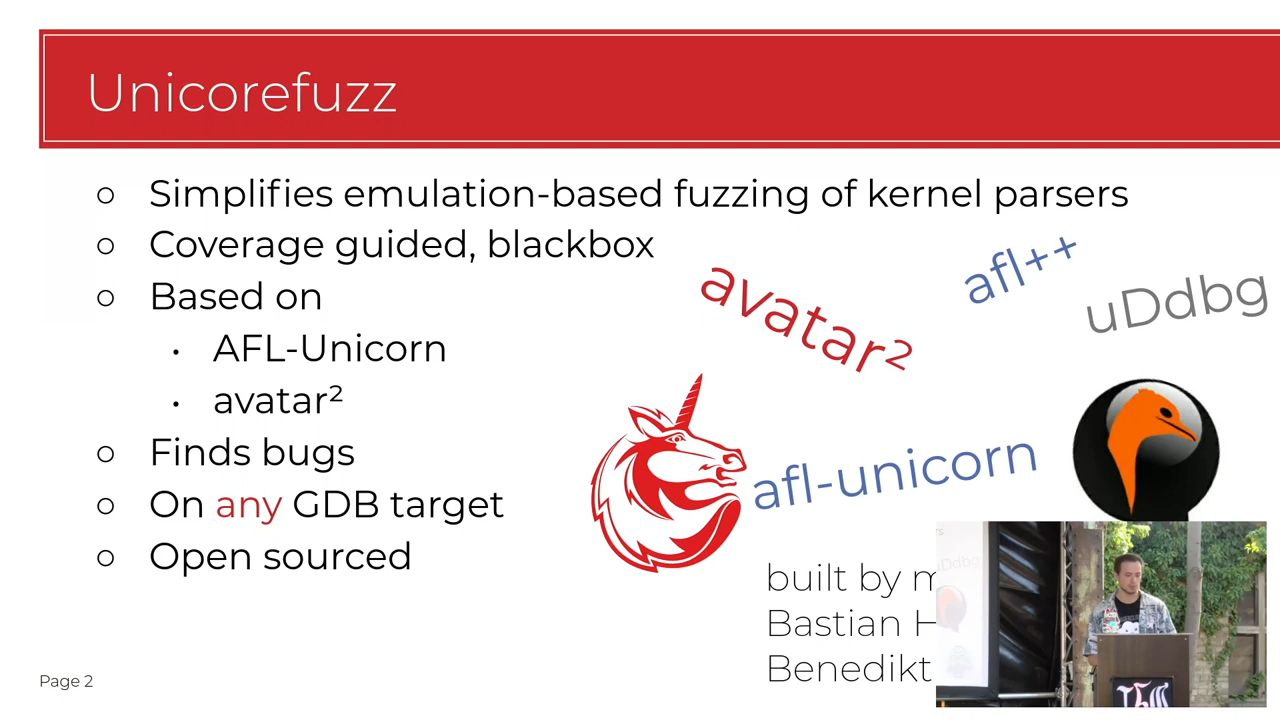 Unicorefuzz
Simplifies emulation-based fuzzing of kernel parsers
Coverage guided, blackbox
Based on
AFL-Unicorn
avatar²
Finds bugs
On any GDB target
Open sourced
avatar²
afl++
uDdbg
afl-unicorn
built by
Bastian
Benedikt
Page 2